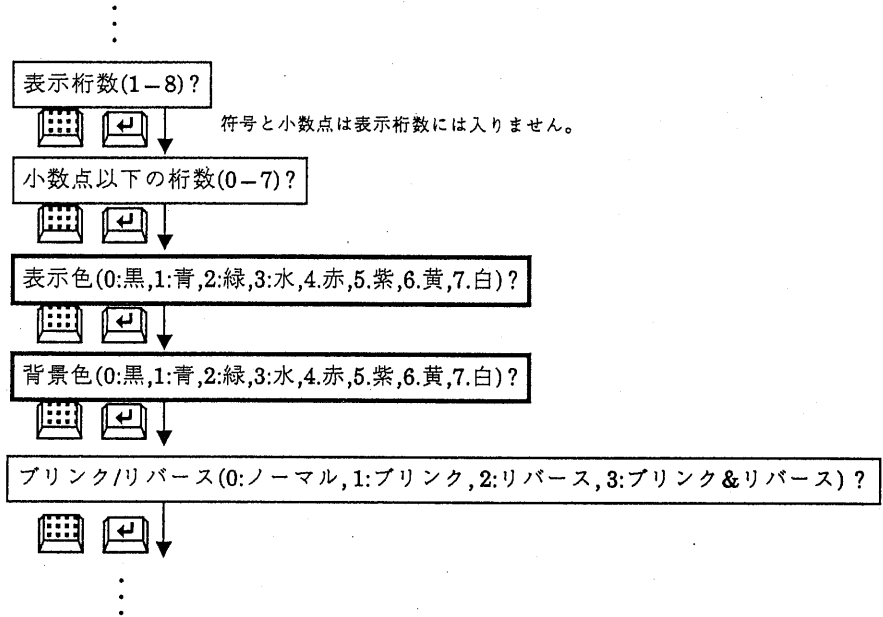 表示桁数(1－8)?
符号と小数点は表示桁数には入りません。
小数点以下の桁数(0－7)?
表示色(0:黒,1:青,2:緑,3:水,4.赤,5.紫,6.黄,7.白)?
背景色(0:黒,1:青,2:緑,3:水,4.赤,5.紫,6.黄,7.白)?
ブリンク/リバース(0:ノーマル,1:ブリンク,2:リバース,3:ブリンク&リバース)?